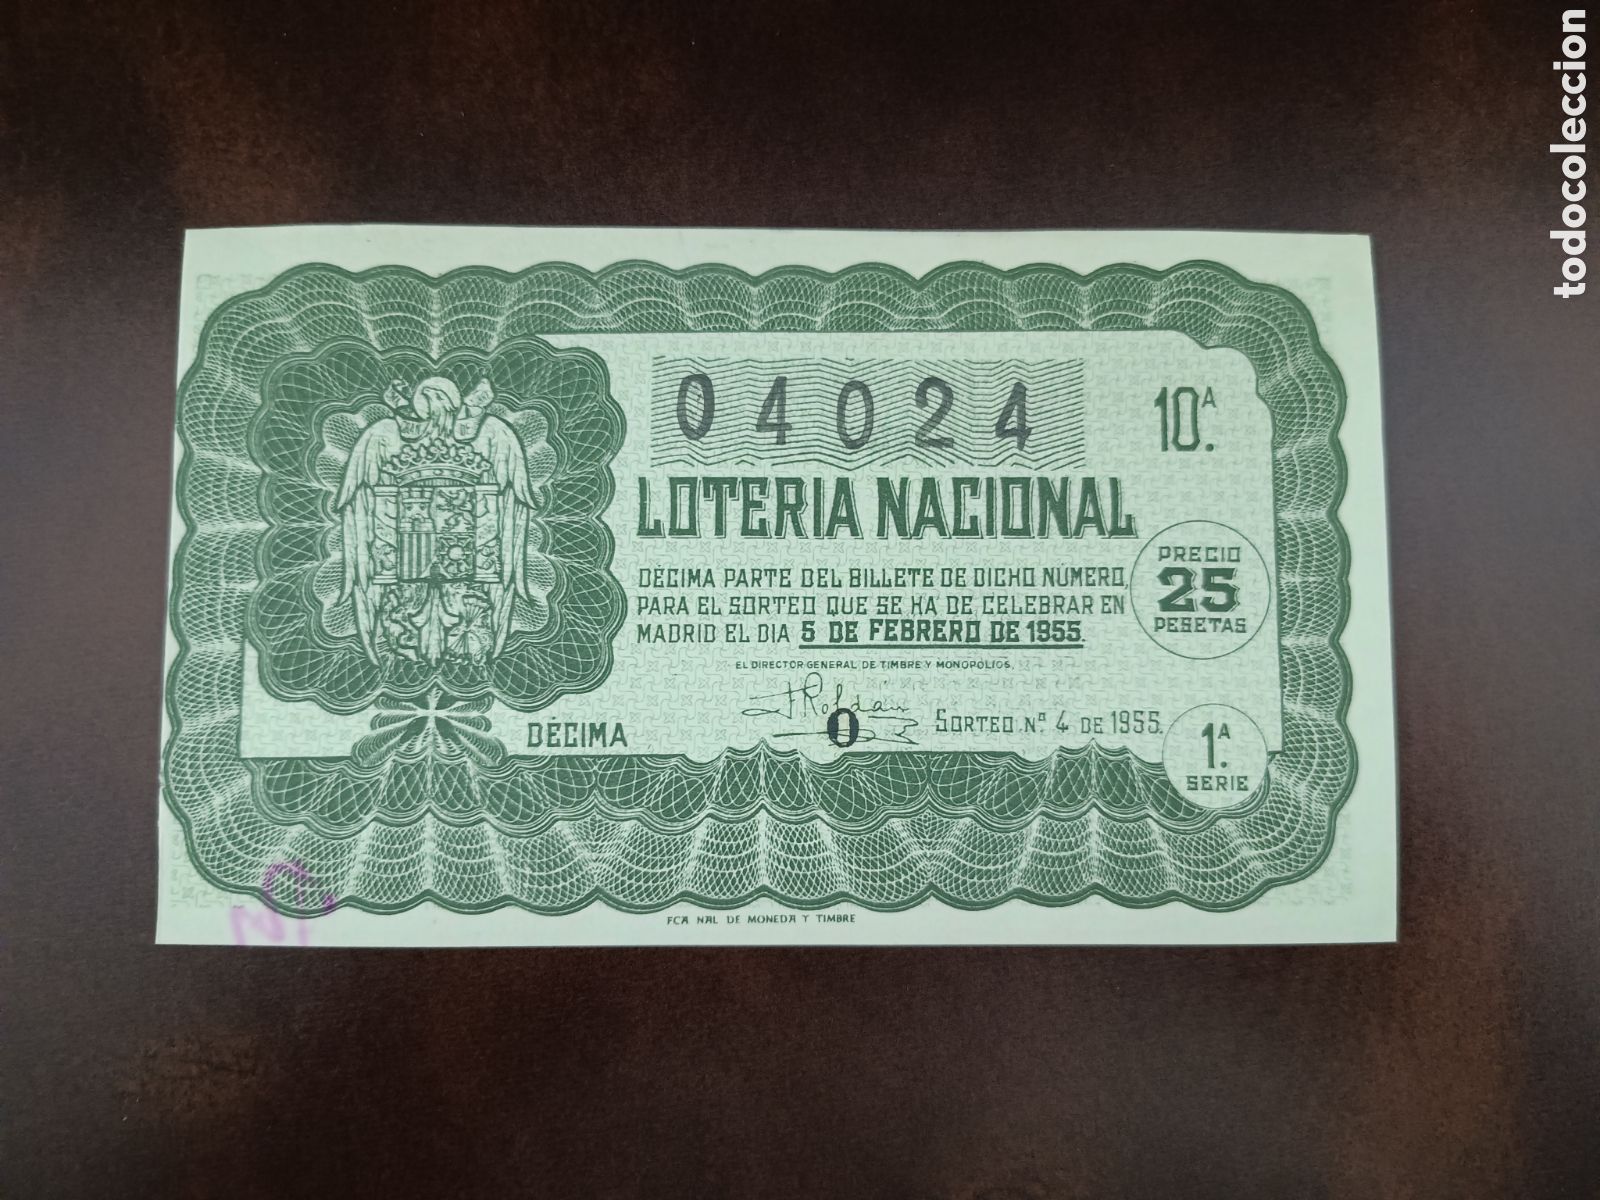 todocoleccion
04024
10.ª
LOTERIA NACIONAL
DÉCIMA PARTE DEL BILLETE DE DICHO NÚMERO,
PARA EL SORTEO QUE SE HA DE CELEBRAR EN
MADRID EL DIA 5 DE FEBRERO DE 1955.
PRECIO
25
PESETAS
EL DIRECTOR GENERAL DE TIMBRE Y MONOPOLIOS,
F Roldán
O
DÉCIMA
SORTEO Nº 4 DE 1955.
1.ª
SERIE
FCA NAL DE MONEDA Y TIMBRE